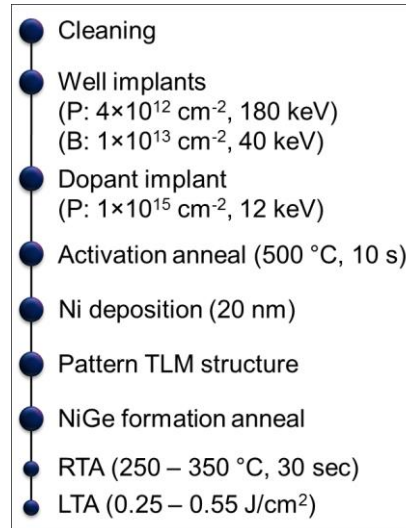 Cleaning
Well implants
(P: 4×10¹² cm⁻², 180 keV)
(B: 1×10¹³ cm⁻², 40 keV)
Dopant implant
(P: 1×10¹⁵ cm⁻², 12 keV)
Activation anneal (500 °C, 10 s)
Ni deposition (20 nm)
Pattern TLM structure
NiGe formation anneal
RTA (250 – 350 °C, 30 sec)
LTA (0.25 – 0.55 J/cm²)